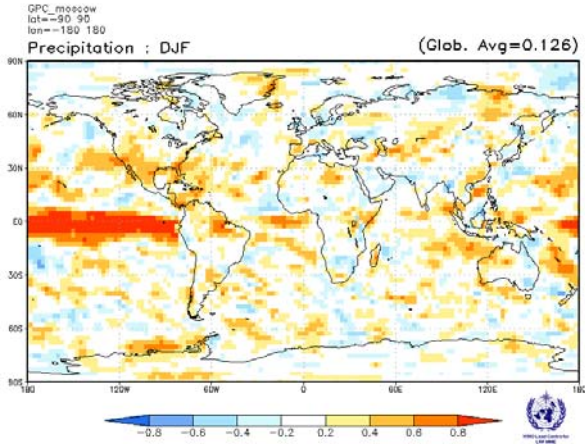 GPC_moscow
lat=-90 90
lon=-180 180
Precipitation : DJF
(Glob. Avg=0.126)
90N
60N
30N
EQ
30S
60S
90S
180 120W 60W 0 60E 120E 180
-0.8 -0.6 -0.4 -0.2 0.2 0.4 0.6 0.8